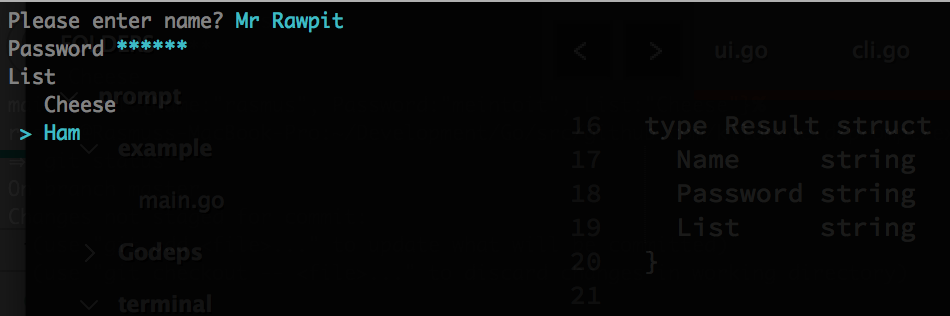 Please enter name? Mr Rawpit
Password ******
List
Cheese
> Ham
FOLDERS
prompt
example
main.go
Godeps
terminal
< > ui.go cli.go
16 type Result struct
17 Name string
18 Password string
19 List string
20 }
21